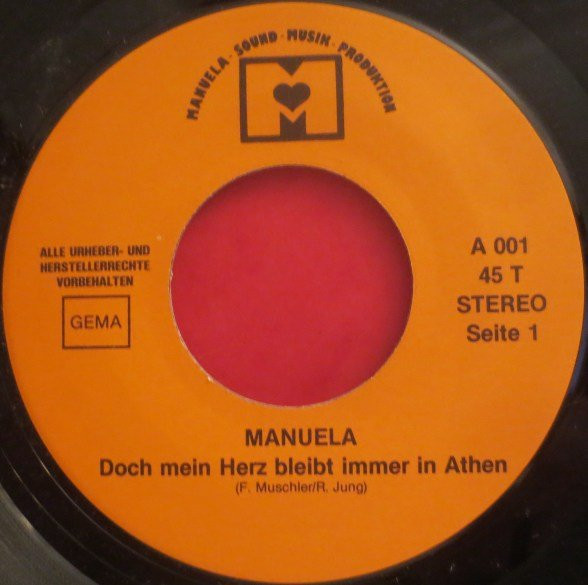 MANUELA · SOUND · MUSIK · PRODUKTION
M
M
ALLE URHEBER- UND
HERSTELLERRECHTE
VORBEHALTEN
GEMA
A 001
45 T
STEREO
Seite 1
MANUELA
Doch mein Herz bleibt immer in Athen
(F. Muschler/R. Jung)